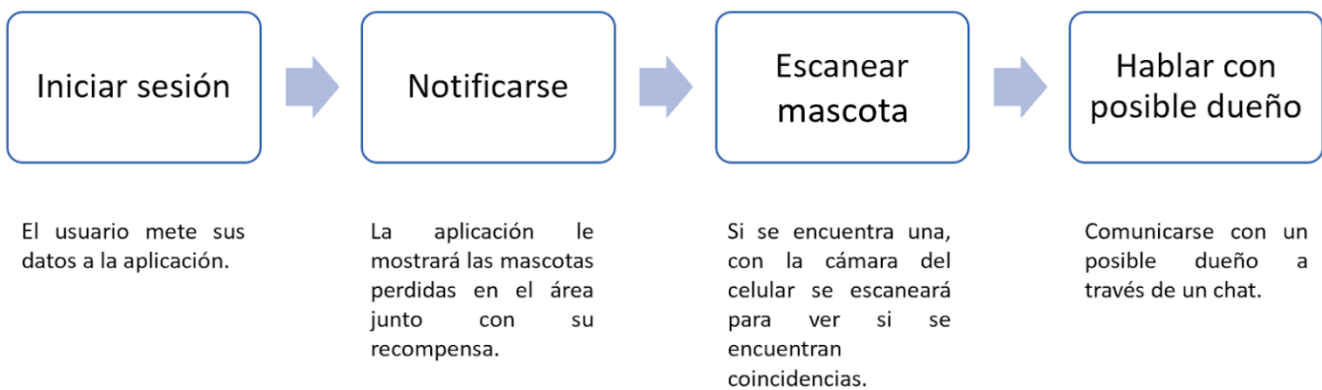 Iniciar sesión
Notificarse
Escanear
mascota
Hablar con
posible dueño
El usuario mete sus
datos a la aplicación.
La aplicación le
mostrará las mascotas
perdidas en el área
junto con su
recompensa.
Si se encuentra una,
con la cámara del
celular se escaneará
para ver si se
encuentran
coincidencias.
Comunicarse con un
posible dueño a
través de un chat.